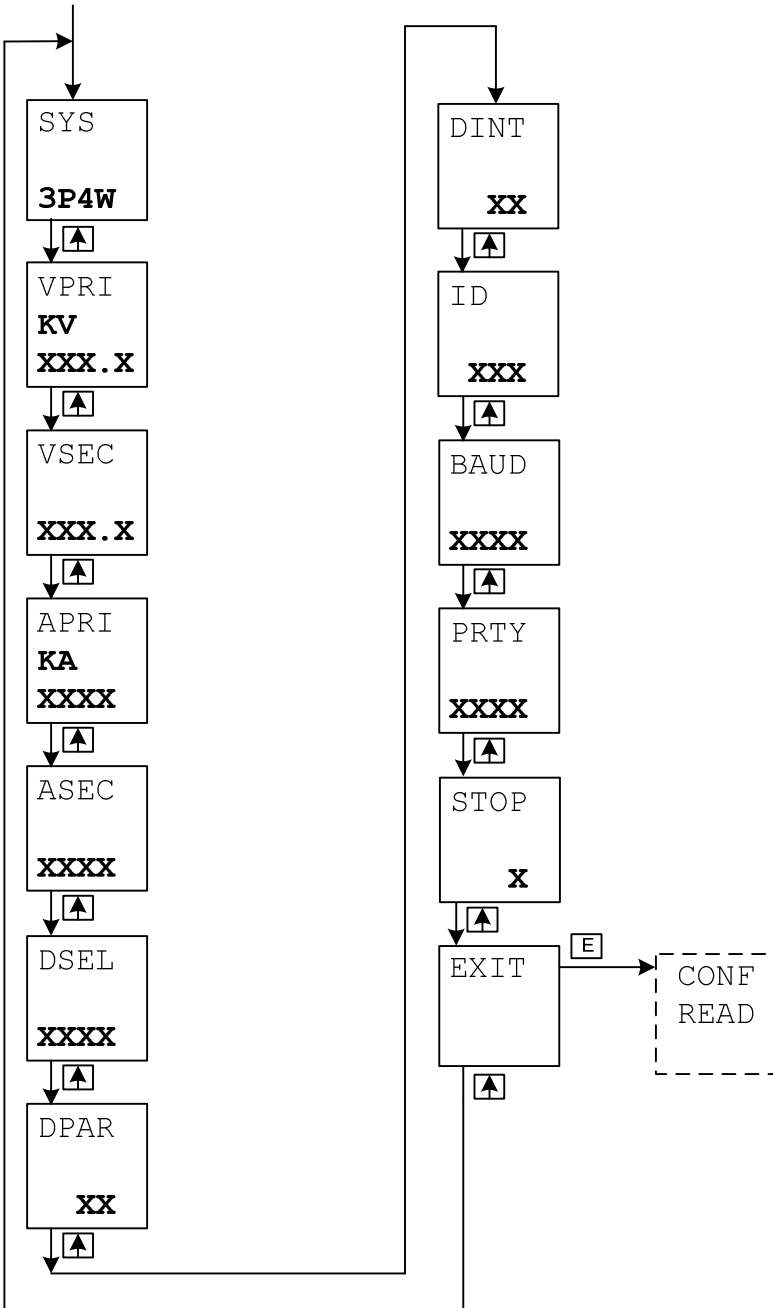 SYS
3P4W
VPRI
KV
XXX.X
VSEC
XXX.X
APRI
KA
XXXX
ASEC
XXXX
DSEL
XXXX
DPAR
XX
DINT
XX
ID
XXX
BAUD
XXXX
PRTY
XXXX
STOP
X
EXIT
E
CONF
READ